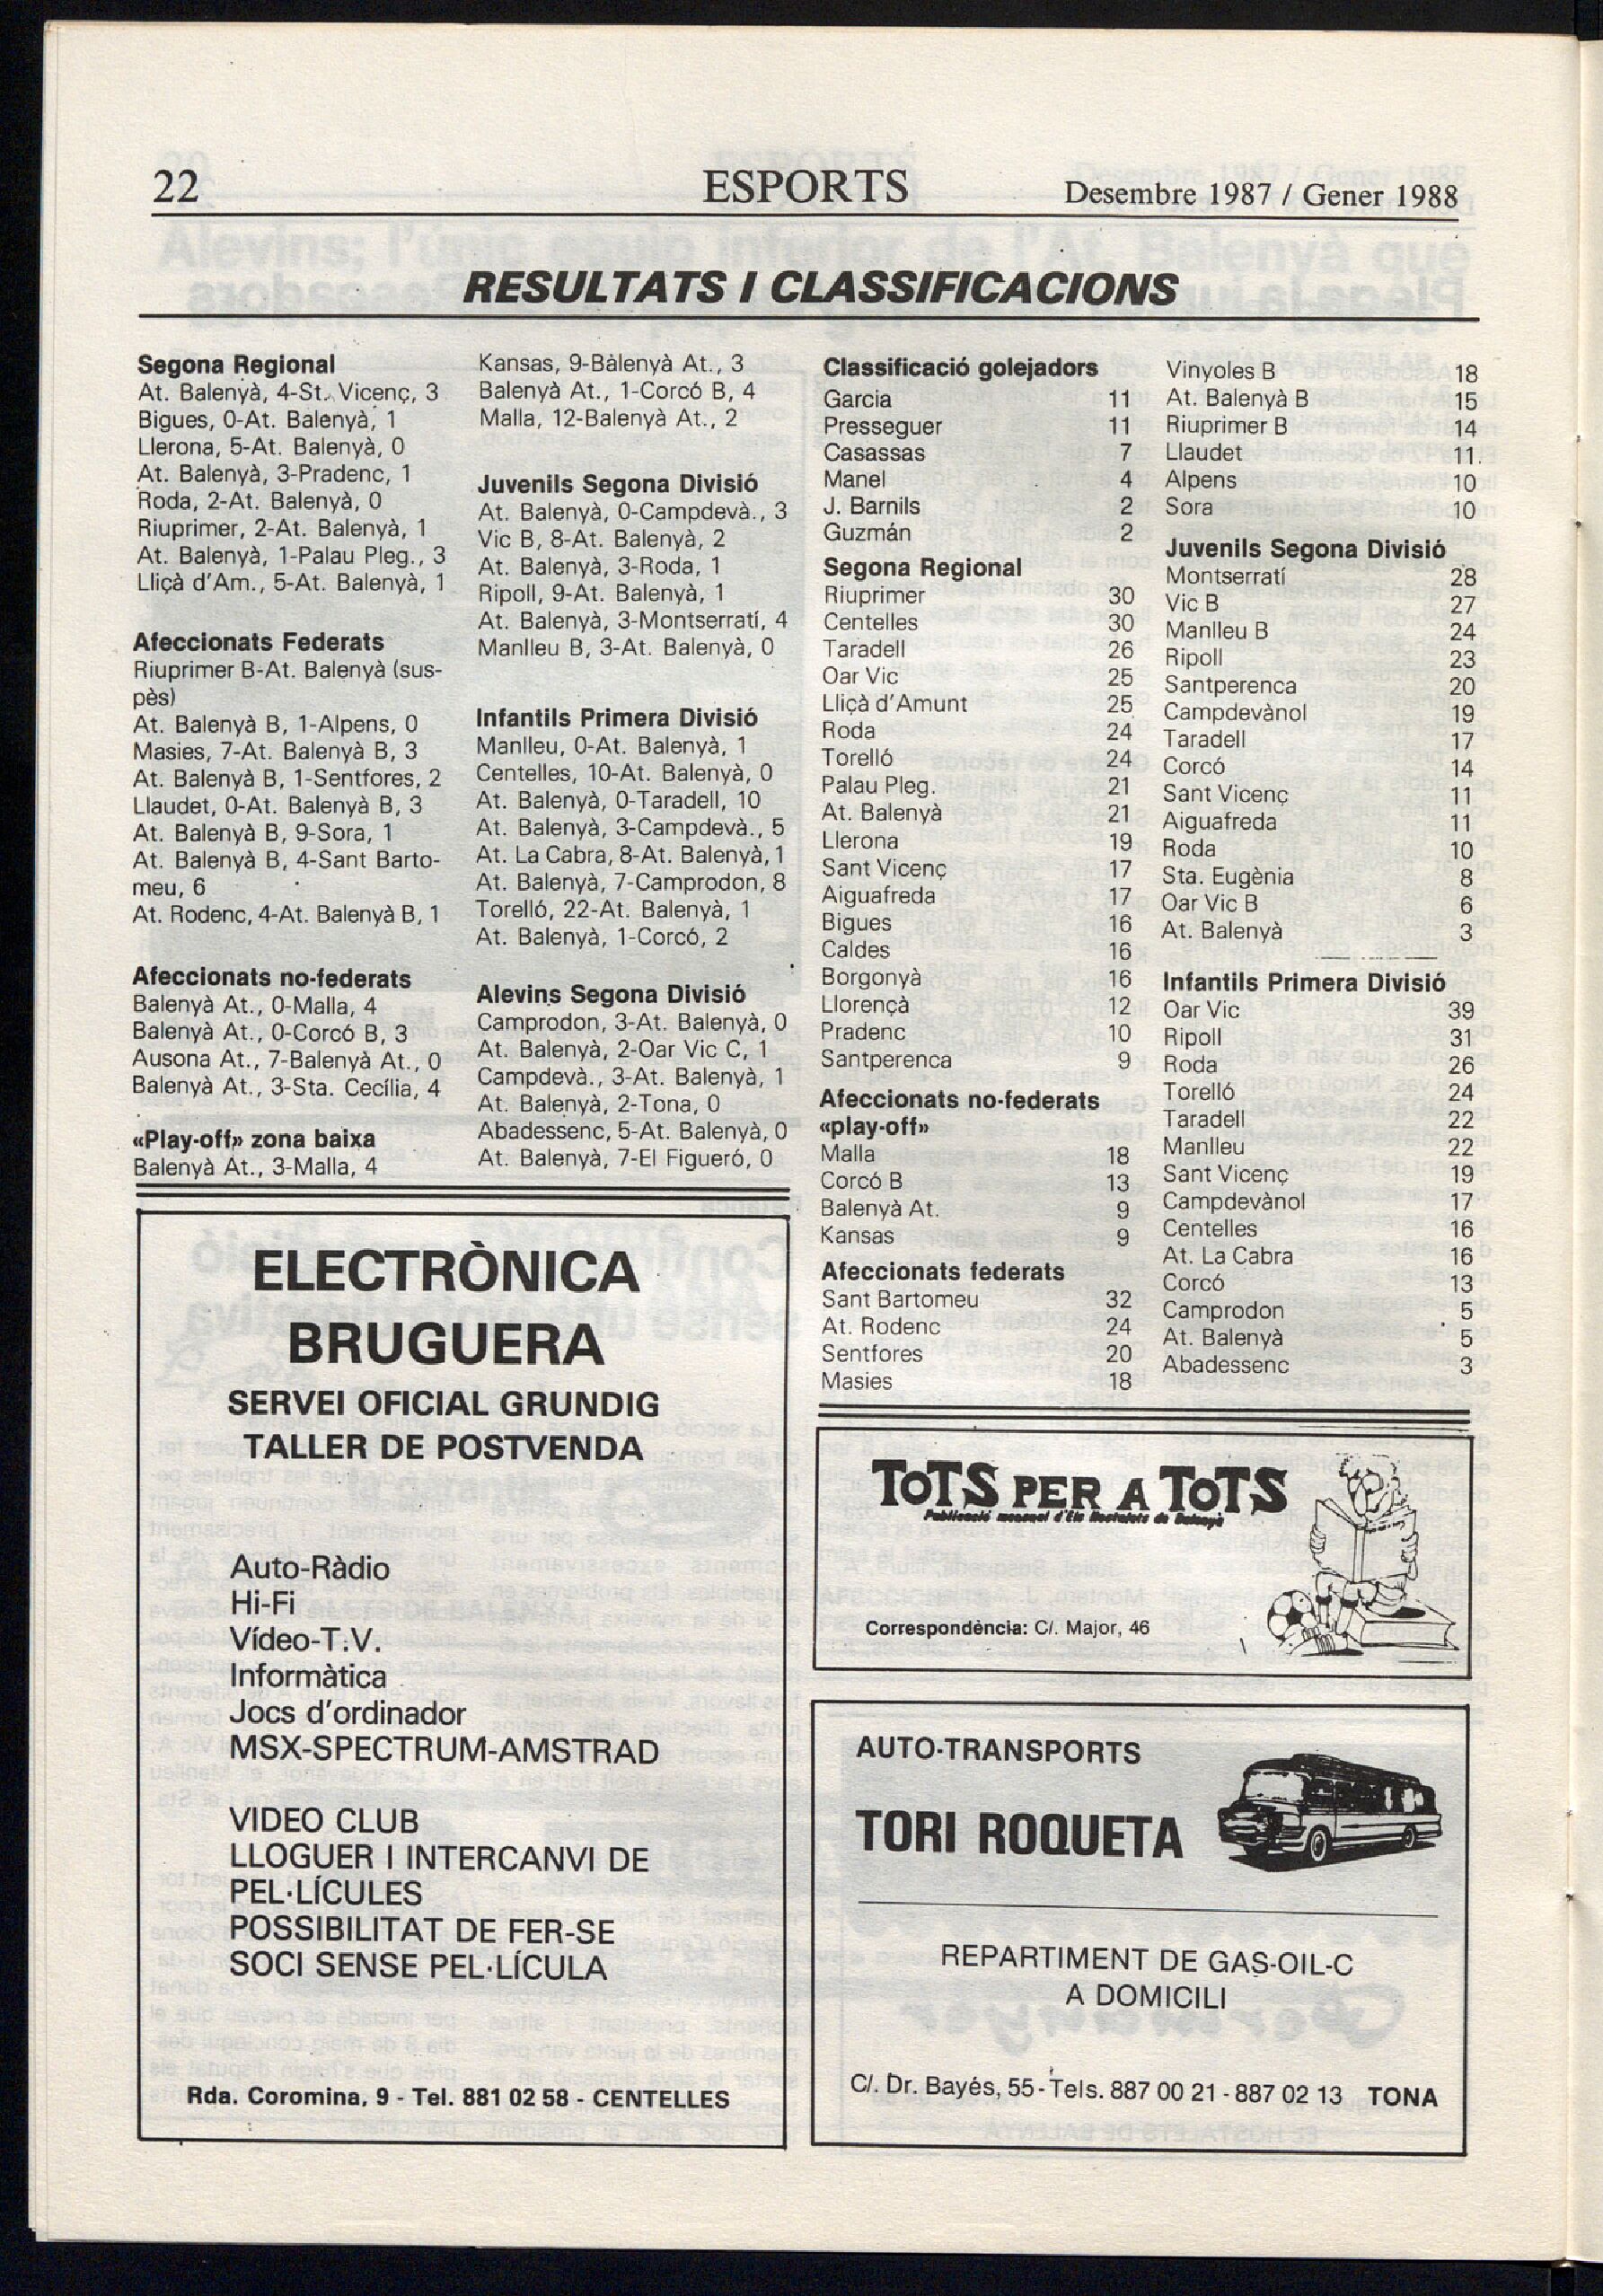 22
ESPORTS
Desembre 1987 / Gener 1988
RESULTATS I CLASSIFICACIONS
Segona Regional
At. Balenyà, 4-St. Vicenç, 3
Bigues, 0-At. Balenyà, 1
Llerona, 5-At. Balenyà, 0
At. Balenyà, 3-Pradenc, 1
Roda, 2-At. Balenyà, 0
Riuprimer, 2-At. Balenyà, 1
At. Balenyà, 1-Palau Pleg., 3
Lliçà d'Am., 5-At. Balenyà, 1
Afeccionats Federats
Riuprimer B-At. Balenyà (sus-
pès)
At. Balenyà B, 1-Alpens, 0
Masies, 7-At. Balenyà B, 3
At. Balenyà B, 1-Sentfores, 2
Llaudet, 0-At. Balenyà B, 3
At. Balenyà B, 9-Sora, 1
At. Balenyà B, 4-Sant Barto-
meu, 6
At. Rodenc, 4-At. Balenyà B, 1
Afeccionats no-federats
Balenyà At., 0-Malla, 4
Balenyà At., 0-Corcó B, 3
Ausona At., 7-Balenyà At., 0
Balenyà At., 3-Sta. Cecília, 4
«Play-off» zona baixa
Balenyà At., 3-Malla, 4
Kansas, 9-Bàlenyà At., 3
Balenyà At., 1-Corcó B, 4
Malla, 12-Balenyà At., 2
Juvenils Segona Divisió
At. Balenyà, 0-Campdevà., 3
Vic B, 8-At. Balenyà, 2
At. Balenyà, 3-Roda, 1
Ripoll, 9-At. Balenyà, 1
At. Balenyà, 3-Montserratí, 4
Manlleu B, 3-At. Balenyà, 0
Infantils Primera Divisió
Manlleu, 0-At. Balenyà, 1
Centelles, 10-At. Balenyà, 0
At. Balenyà, 0-Taradell, 10
At. Balenyà, 3-Campdevà., 5
At. La Cabra, 8-At. Balenyà, 1
At. Balenyà, 7-Camprodon, 8
Torelló, 22-At. Balenyà, 1
At. Balenyà, 1-Corcó, 2
Alevins Segona Divisió
Camprodon, 3-At. Balenyà, 0
At. Balenyà, 2-Oar Vic C, 1
Campdevà., 3-At. Balenyà, 1
At. Balenyà, 2-Tona, 0
Abadessenc, 5-At. Balenyà, 0
At. Balenyà, 7-El Figueró, 0
Classificació golejadors
Garcia 11
Presseguer 11
Casassas 7
Manel 4
J. Barnils 2
Guzmán 2
Segona Regional
Riuprimer 30
Centelles 30
Taradell 26
Oar Vic 25
Lliçà d'Amunt 25
Roda 24
Torelló 24
Palau Pleg. 21
At. Balenyà 21
Llerona 19
Sant Vicenç 17
Aiguafreda 17
Bigues 16
Caldes 16
Borgonyà 16
Llorençà 12
Pradenc 10
Santperenca 9
Afeccionats no-federats
«play-off»
Malla 18
Corcó B 13
Balenyà At. 9
Kansas 9
Afeccionats federats
Sant Bartomeu 32
At. Rodenc 24
Sentfores 20
Masies 18
Vinyoles B 18
At. Balenyà B 15
Riuprimer B 14
Llaudet 11
Alpens 10
Sora 10
Juvenils Segona Divisió
Montserratí 28
Vic B 27
Manlleu B 24
Ripoll 23
Santperenca 20
Campdevànol 19
Taradell 17
Corcó 14
Sant Vicenç 11
Aiguafreda 11
Roda 10
Sta. Eugènia 8
Oar Vic B 6
At. Balenyà 3
Infantils Primera Divisió
Oar Vic 39
Ripoll 31
Roda 26
Torelló 24
Taradell 22
Manlleu 22
Sant Vicenç 19
Campdevànol 17
Centelles 16
At. La Cabra 16
Corcó 13
Camprodon 5
At. Balenyà 5
Abadessenc 3
ELECTRÒNICA
BRUGUERA
SERVEI OFICIAL GRUNDIG
TALLER DE POSTVENDA
Auto-Ràdio
Hi-Fi
Vídeo-T.V.
Informàtica
Jocs d'ordinador
MSX-SPECTRUM-AMSTRAD
VIDEO CLUB
LLOGUER I INTERCANVI DE
PEL·LÍCULES
POSSIBILITAT DE FER-SE
SOCI SENSE PEL·LÍCULA
Rda. Coromina, 9 - Tel. 881 02 58 - CENTELLES
ToTS PER A ToTS
Publicació mensual d'Els Hostalets de Balenyà
Correspondència: C/. Major, 46
AUTO-TRANSPORTS
TORI ROQUETA
REPARTIMENT DE GAS-OIL-C
A DOMICILI
C/. Dr. Bayés, 55 - Tels. 887 00 21 - 887 02 13 TONA